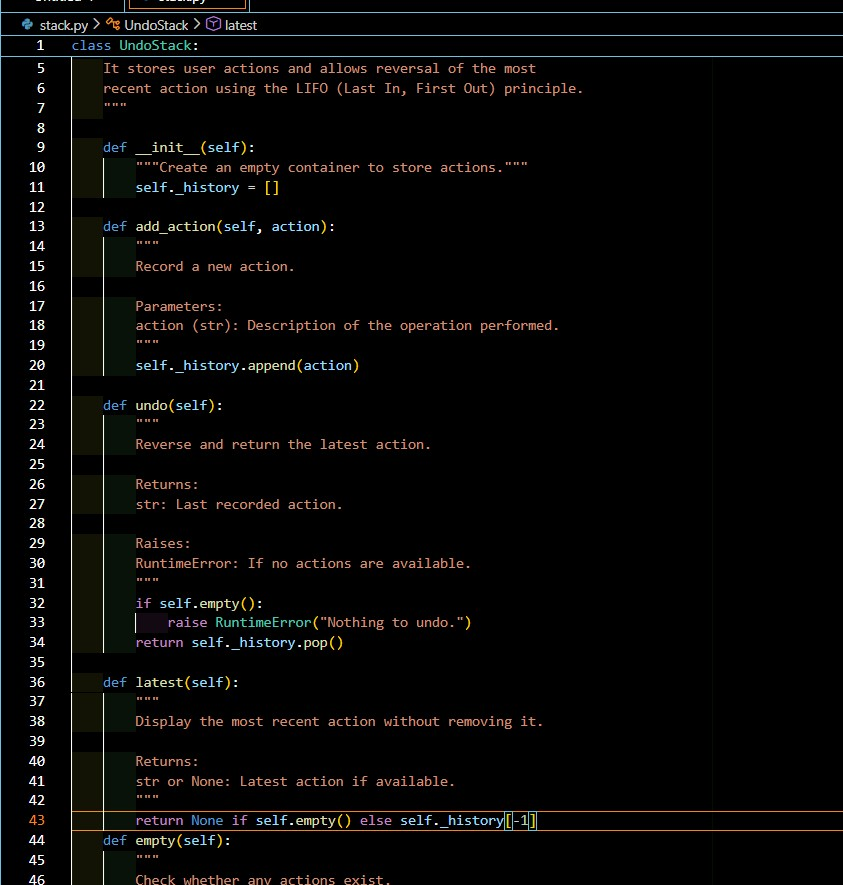 stack.py > UndoStack > latest
1 class UndoStack:
5 It stores user actions and allows reversal of the most
6 recent action using the LIFO (Last In, First Out) principle.
7 """
8
9 def __init__(self):
10 """Create an empty container to store actions."""
11 self._history = []
12
13 def add_action(self, action):
14 """
15 Record a new action.
16
17 Parameters:
18 action (str): Description of the operation performed.
19 """
20 self._history.append(action)
21
22 def undo(self):
23 """
24 Reverse and return the latest action.
25
26 Returns:
27 str: Last recorded action.
28
29 Raises:
30 RuntimeError: If no actions are available.
31 """
32 if self.empty():
33 raise RuntimeError("Nothing to undo.")
34 return self._history.pop()
35
36 def latest(self):
37 """
38 Display the most recent action without removing it.
39
40 Returns:
41 str or None: Latest action if available.
42 """
43 return None if self.empty() else self._history[-1]
44 def empty(self):
45 """
46 Check whether any actions exist.